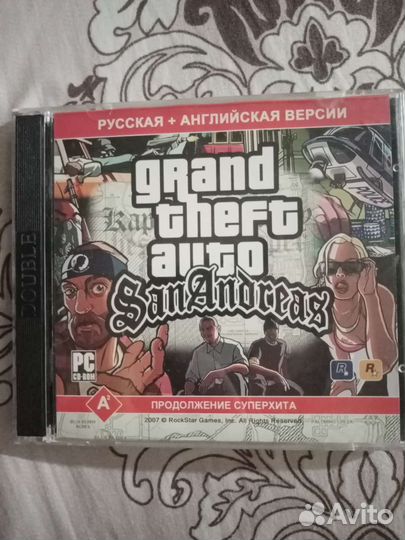 РУССКАЯ + АНГЛИЙСКАЯ ВЕРСИИ
grand
theft
auto
San Andreas
DOUBLE
PC
CD-ROM
R
R
A²
ПРОДОЛЖЕНИЕ СУПЕРХИТА
2007 © RockStar Games, Inc. All Rights Reserved
Avito